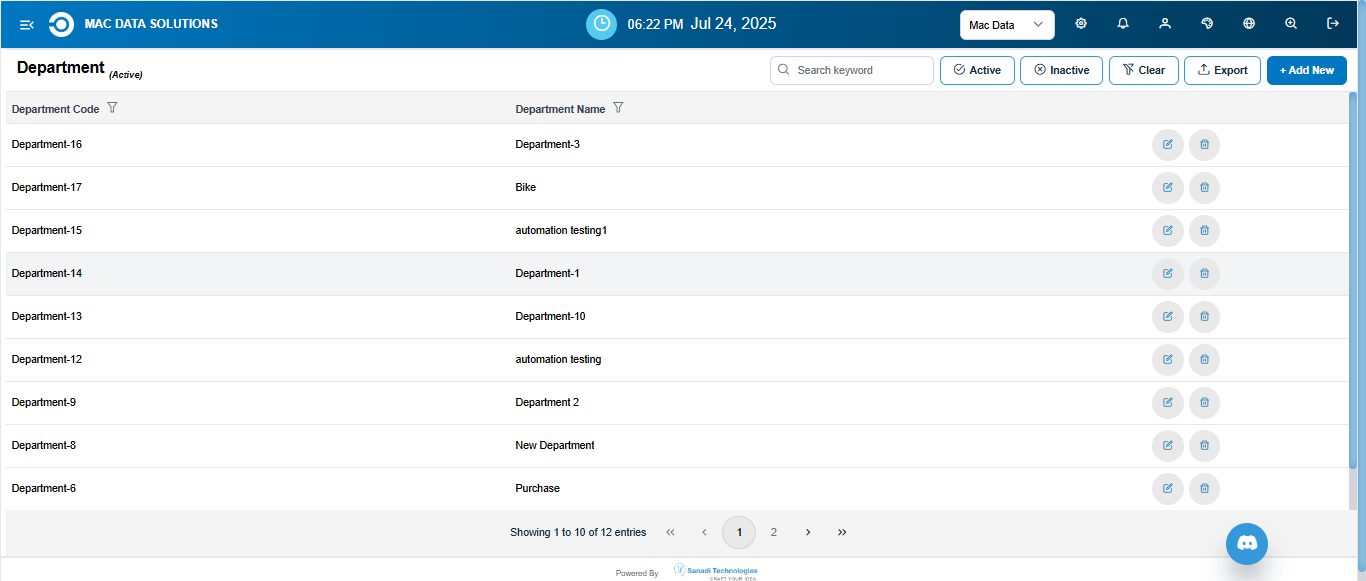 MAC DATA SOLUTIONS
06:22 PM Jul 24, 2025
Mac Data
Department (Active)
Search keyword
Active
Inactive
Clear
Export
+ Add New
Department Code
Department Name
Department-16 Department-3
Department-17 Bike
Department-15 automation testing1
Department-14 Department-1
Department-13 Department-10
Department-12 automation testing
Department-9 Department 2
Department-8 New Department
Department-6 Purchase
Showing 1 to 10 of 12 entries « ‹ 1 2 › »
Powered By Sanadi Technologies
CRAFT YOUR IDEA